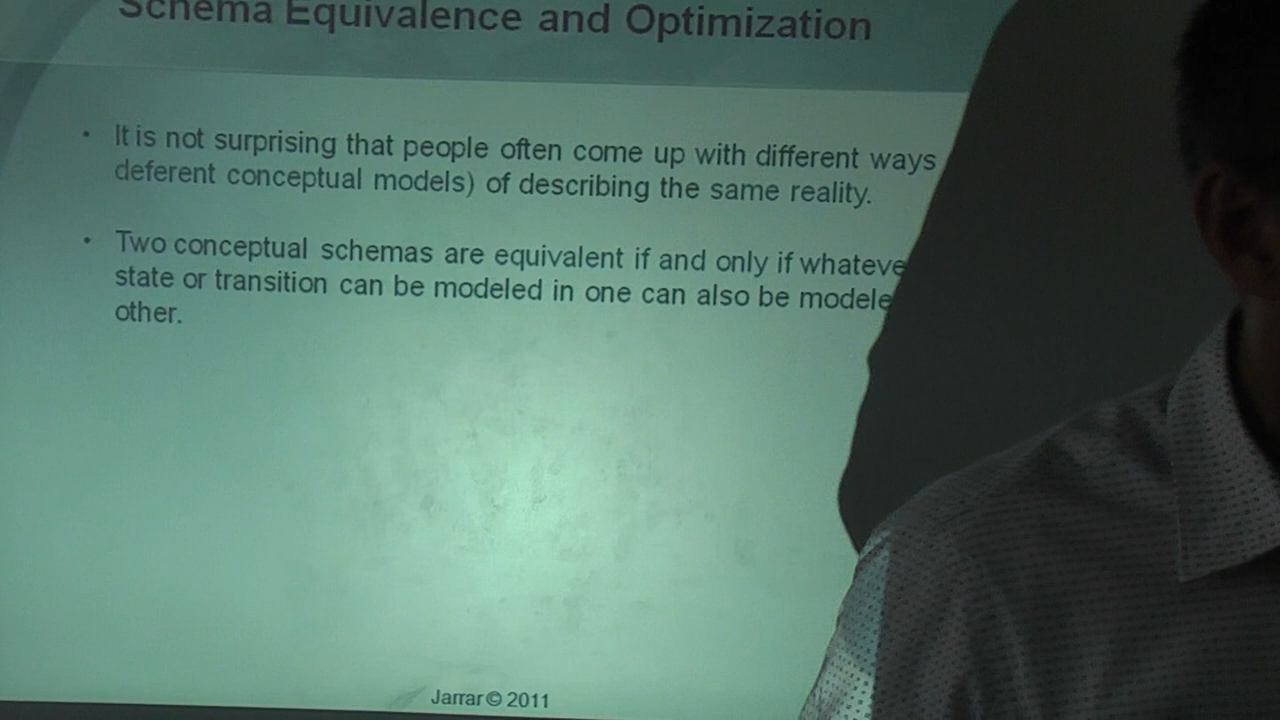 Schema Equivalence and Optimization
• It is not surprising that people often come up with different ways
deferent conceptual models) of describing the same reality.
• Two conceptual schemas are equivalent if and only if whateve
state or transition can be modeled in one can also be modele
other.
Jarrar © 2011